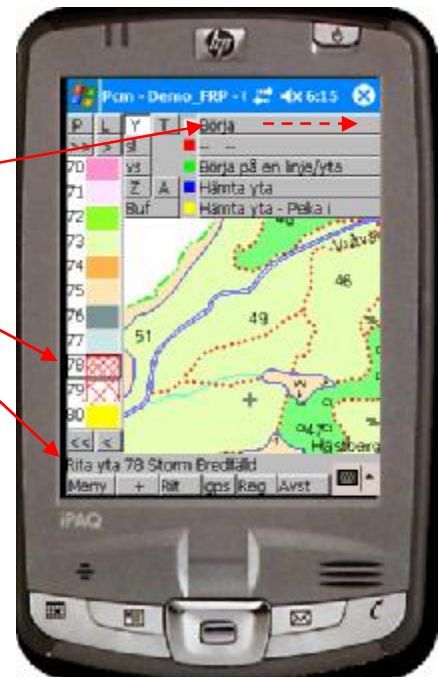 hp
Pcm - Demo_FRP - ( 6:15
P L Y T Börja
>> > sl -- --
70 vs Börja på en linje/yta
71 Z A Hämta yta
72 Buf Hämta yta - Peka i
73
74
75
76
77
78
79
80
<< <
46
49
51
Hästberg
Rita yta 78 Storm Bredfälld
Meny + Rit gps Reg Avst
iPAQ